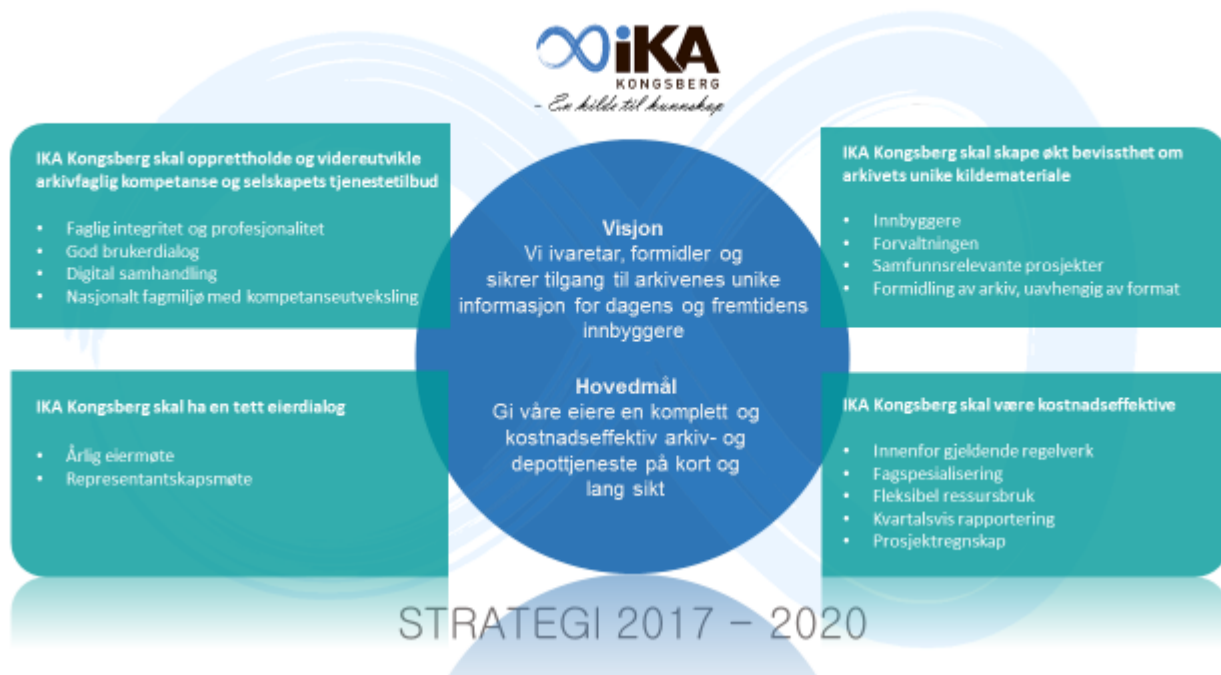 iKA
KONGSBERG
- En kilde til kunnskap
IKA Kongsberg skal opprettholde og videreutvikle
arkivfaglig kompetanse og selskapets tjenestetilbud
• Faglig integritet og profesjonalitet
• God brukerdialog
• Digital samhandling
• Nasjonalt fagmiljø med kompetanseutveksling
Visjon
Vi ivaretar, formidler og
sikrer tilgang til arkivenes unike
informasjon for dagens og fremtidens
innbyggere
Hovedmål
Gi våre eiere en komplett og
kostnadseffektiv arkiv- og
depottjeneste på kort og
lang sikt
IKA Kongsberg skal skape økt bevissthet om
arkivets unike kildemateriale
• Innbyggere
• Forvaltningen
• Samfunnsrelevante prosjekter
• Formidling av arkiv, uavhengig av format
IKA Kongsberg skal ha en tett eierdialog
• Årlig eiermøte
• Representantskapsmøte
IKA Kongsberg skal være kostnadseffektive
• Innenfor gjeldende regelverk
• Fagspesialisering
• Fleksibel ressursbruk
• Kvartalsvis rapportering
• Prosjektregnskap
STRATEGI 2017 – 2020